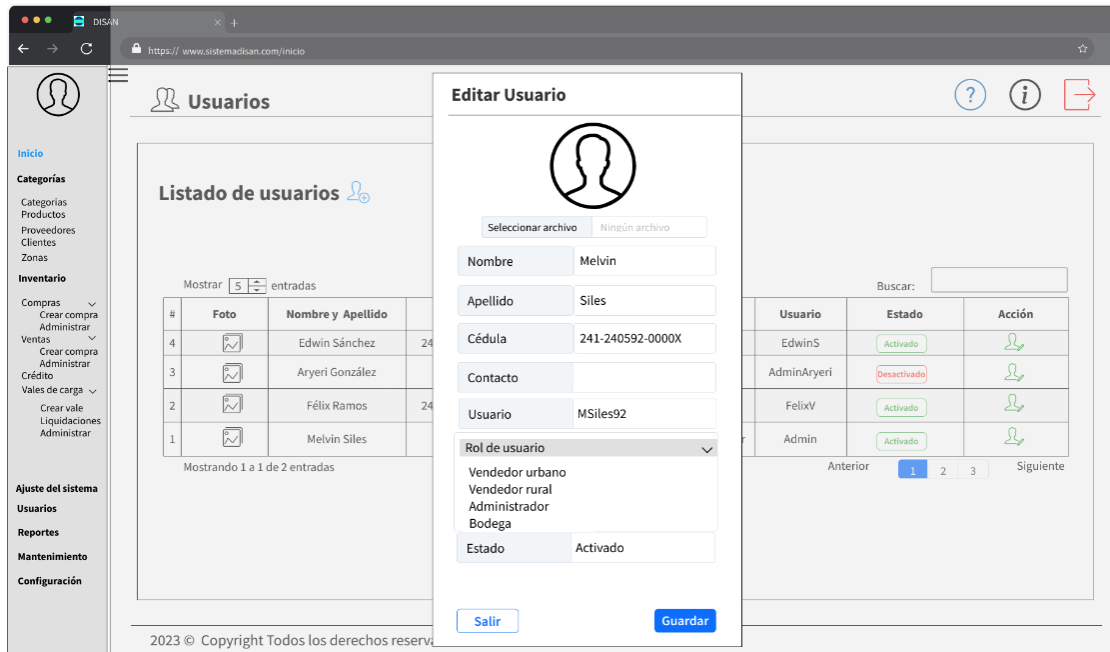 DISAN
https:// www.sistemadisan.com/inicio
Inicio
Categorías
Categorias
Productos
Proveedores
Clientes
Zonas
Inventario
Compras
Crear compra
Administrar
Ventas
Crear compra
Administrar
Crédito
Vales de carga
Crear vale
Liquidaciones
Administrar
Ajuste del sistema
Usuarios
Reportes
Mantenimiento
Configuración
Usuarios
? i
Listado de usuarios
Mostrar 5 entradas
Buscar:
# Foto Nombre y Apellido Usuario Estado Acción
4 Edwin Sánchez 24 EdwinS Activado
3 Aryeri González AdminAryeri Desactivado
2 Félix Ramos 24 FelixV Activado
1 Melvin Siles r Admin Activado
Mostrando 1 a 1 de 2 entradas
Anterior 1 2 3 Siguiente
Editar Usuario
Seleccionar archivo Ningún archivo
Nombre Melvin
Apellido Siles
Cédula 241-240592-0000X
Contacto
Usuario MSiles92
Rol de usuario
Vendedor urbano
Vendedor rural
Administrador
Bodega
Estado Activado
Salir Guardar
2023 © Copyright Todos los derechos reserva